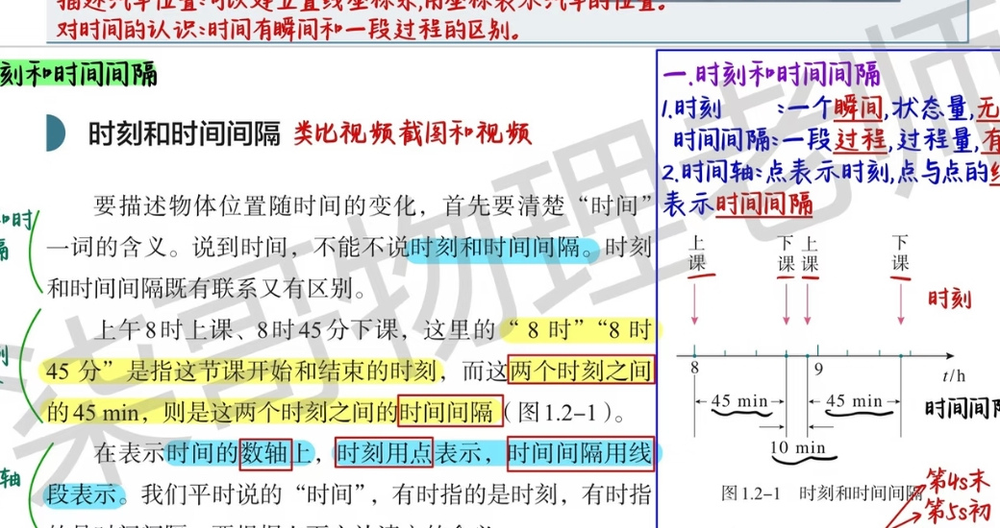 描述汽车位置:可以建立直线坐标系,用坐标表示汽车的位置。
对时间的认识:时间有瞬间和一段过程的区别。
刻和时间间隔
时刻和时间间隔 类比视频截图和视频
要描述物体位置随时间的变化，首先要清楚“时间”
一词的含义。说到时间，不能不说时刻和时间间隔。时刻
和时间间隔既有联系又有区别。
上午8时上课、8时45分下课，这里的“8 时”“8 时
45 分”是指这节课开始和结束的时刻，而这两个时刻之间
的45 min，则是这两个时刻之间的时间间隔（图1.2-1）。
在表示时间的数轴上，时刻用点表示，时间间隔用线
段表示。我们平时说的“时间”，有时指的是时刻，有时指
和时
隔
轴
一.时刻和时间间隔
1.时刻 :一个瞬间,状态量,无
时间间隔:一段过程,过程量,有
2.时间轴:点表示时刻,点与点的
表示时间间隔
上课 下课 上课 下课
时刻
8 9 t/h
45 min 45 min
时间间隔
10 min
图1.2-1 时刻和时间间隔
第4s末
第5s初
柒哥物理老师